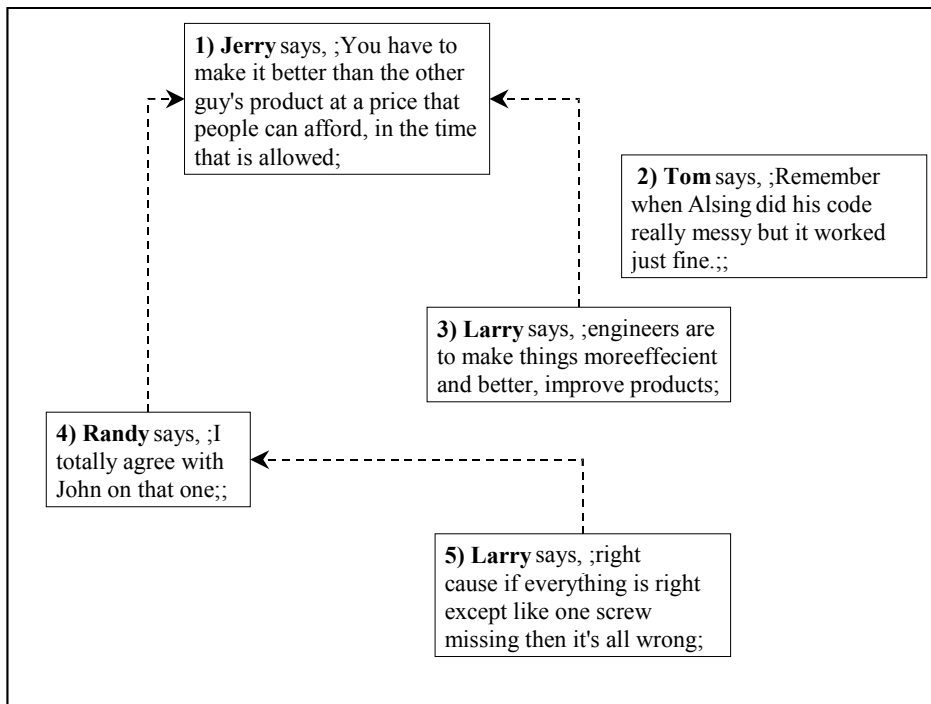 1) Jerry says, ;You have to
make it better than the other
guy's product at a price that
people can afford, in the time
that is allowed;
2) Tom says, ;Remember
when Alsing did his code
really messy but it worked
just fine.;;
3) Larry says, ;engineers are
to make things moreeffecient
and better, improve products;
4) Randy says, ;I
totally agree with
John on that one;;
5) Larry says, ;right
cause if everything is right
except like one screw
missing then it's all wrong;